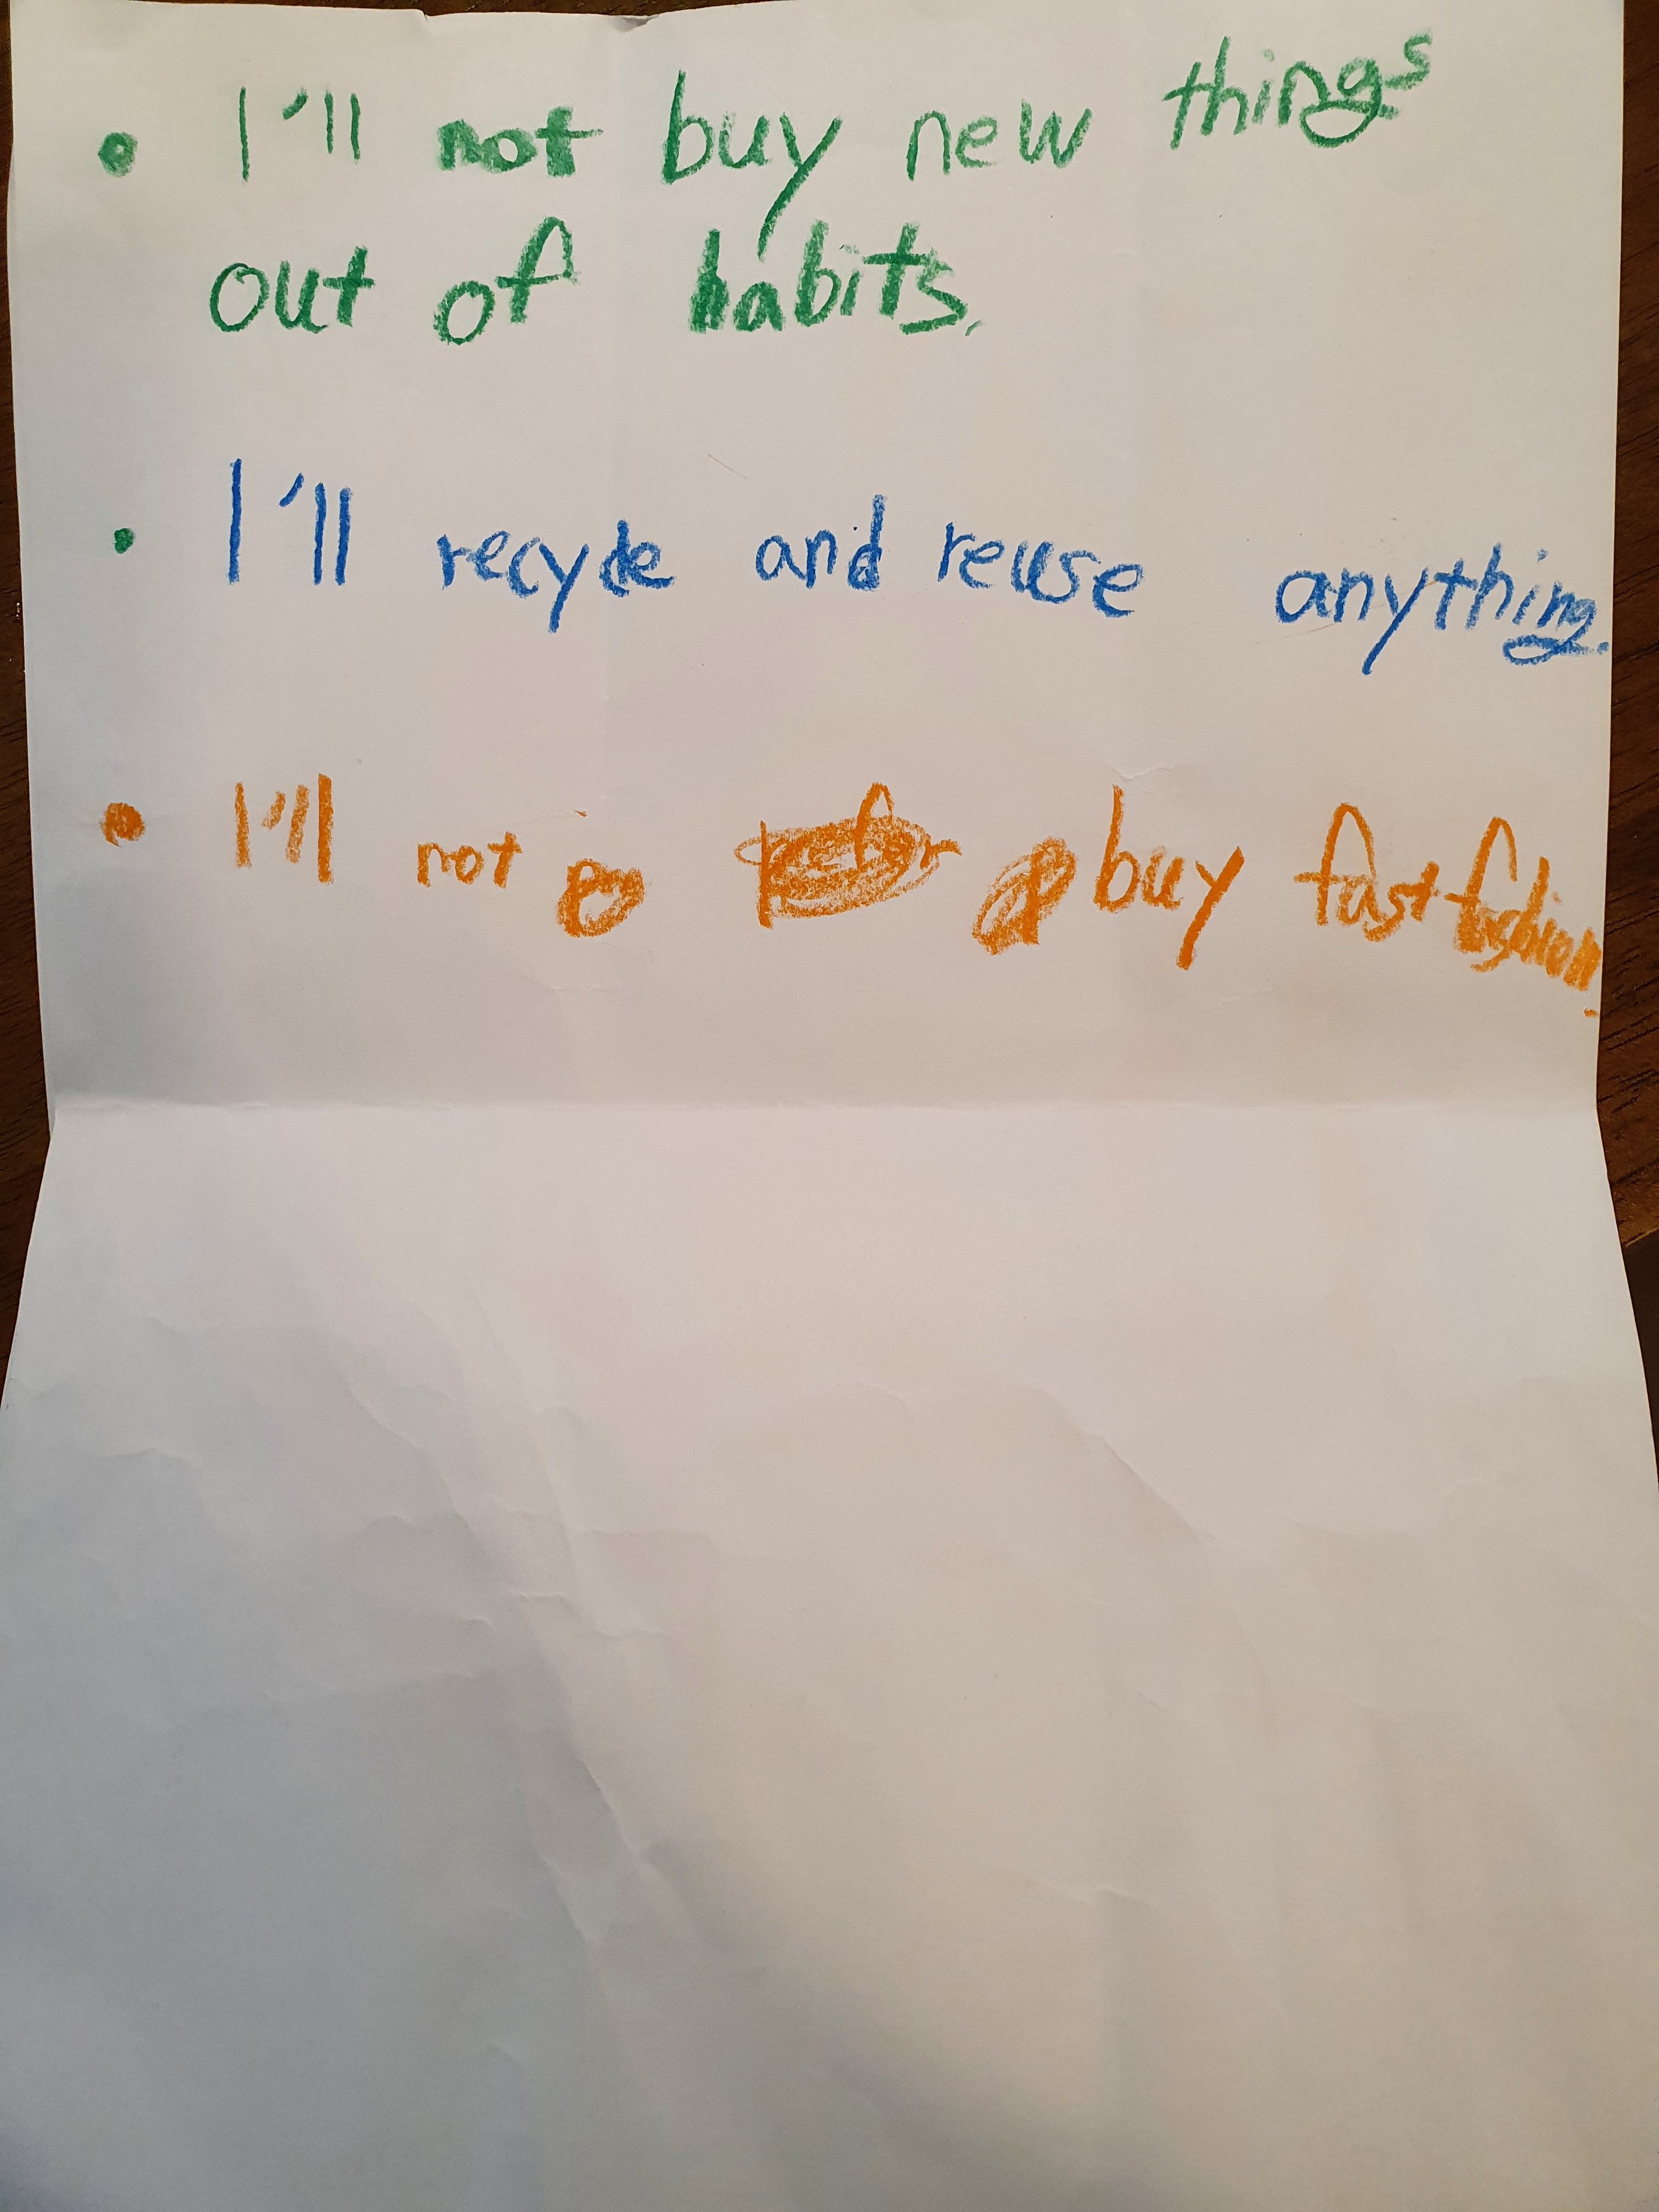 • I'll not buy new things
out of habits.
• I'll recycle and reuse anything.
• I'll not buy fast fashion.